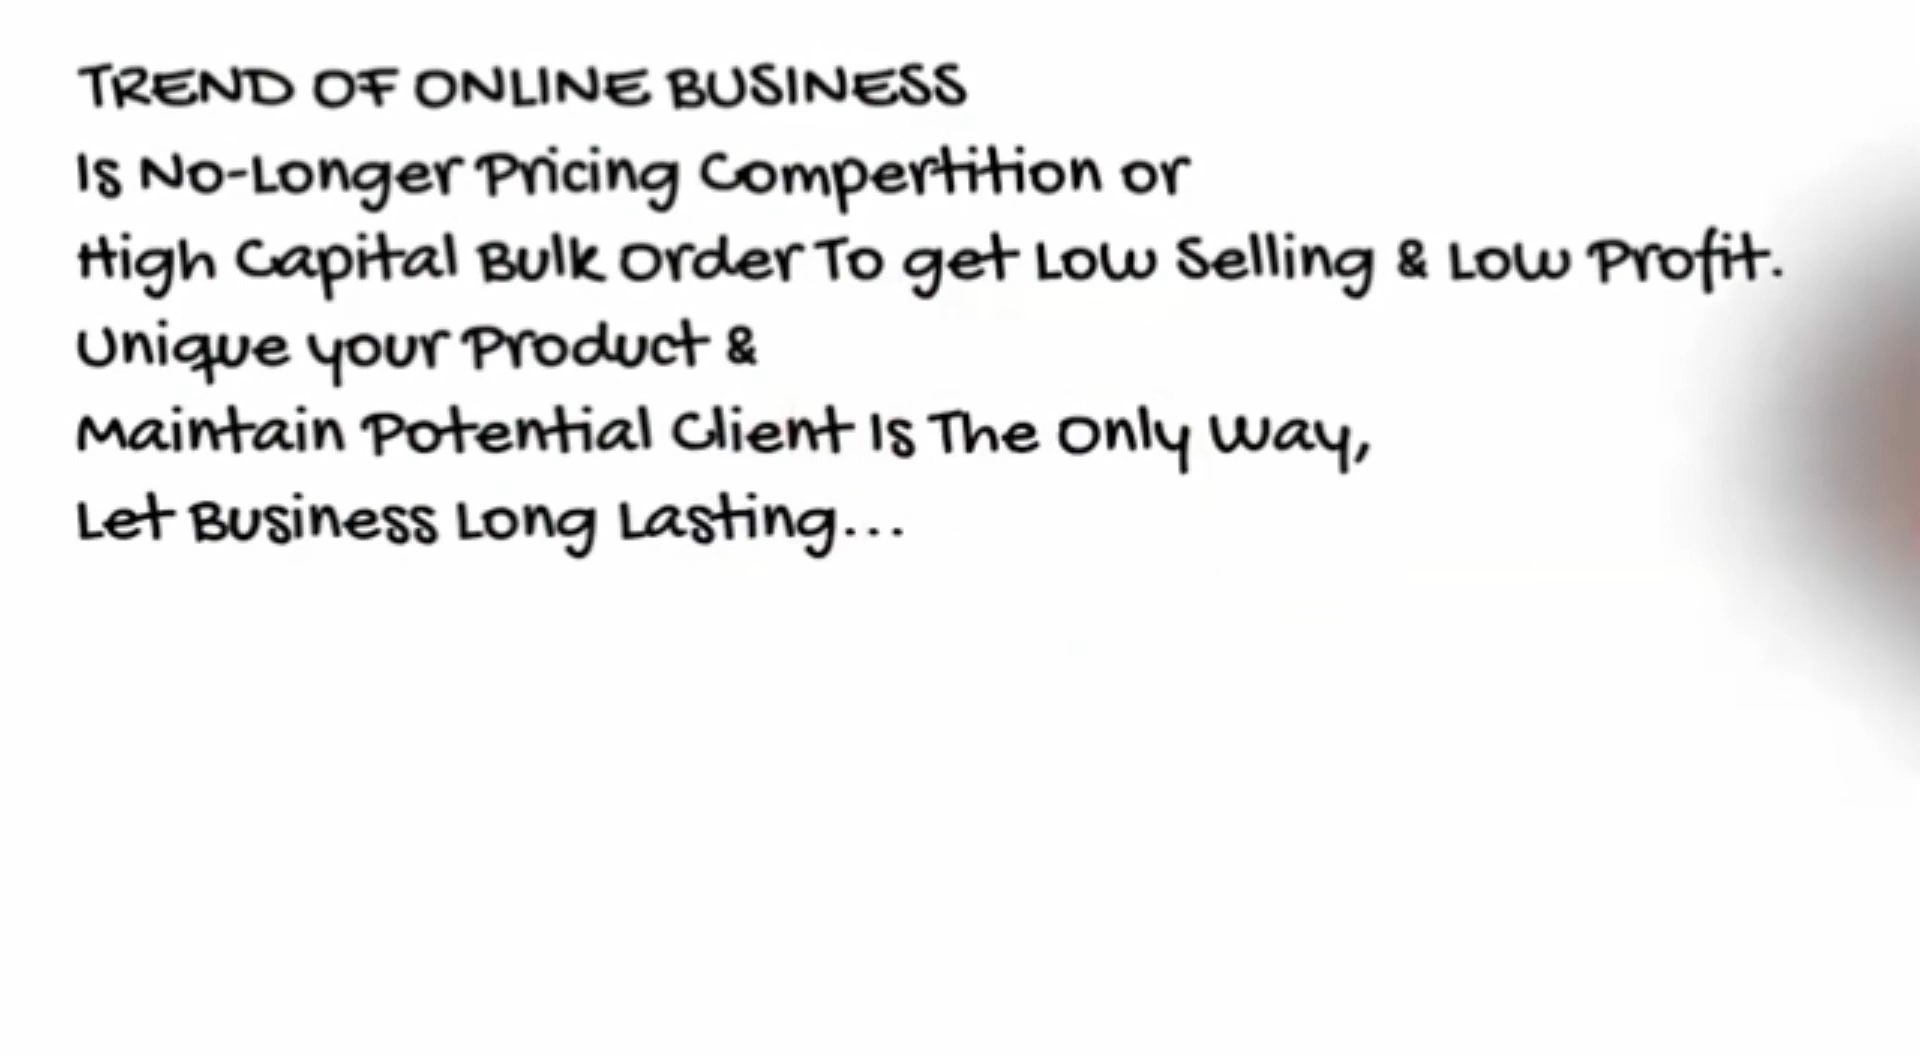 TREND OF ONLINE BUSINESS
Is No-Longer Pricing Compertition or
High Capital Bulk Order To get Low Selling & Low Profit.
Unique your Product &
Maintain Potential Client Is The Only Way,
Let Business Long Lasting...